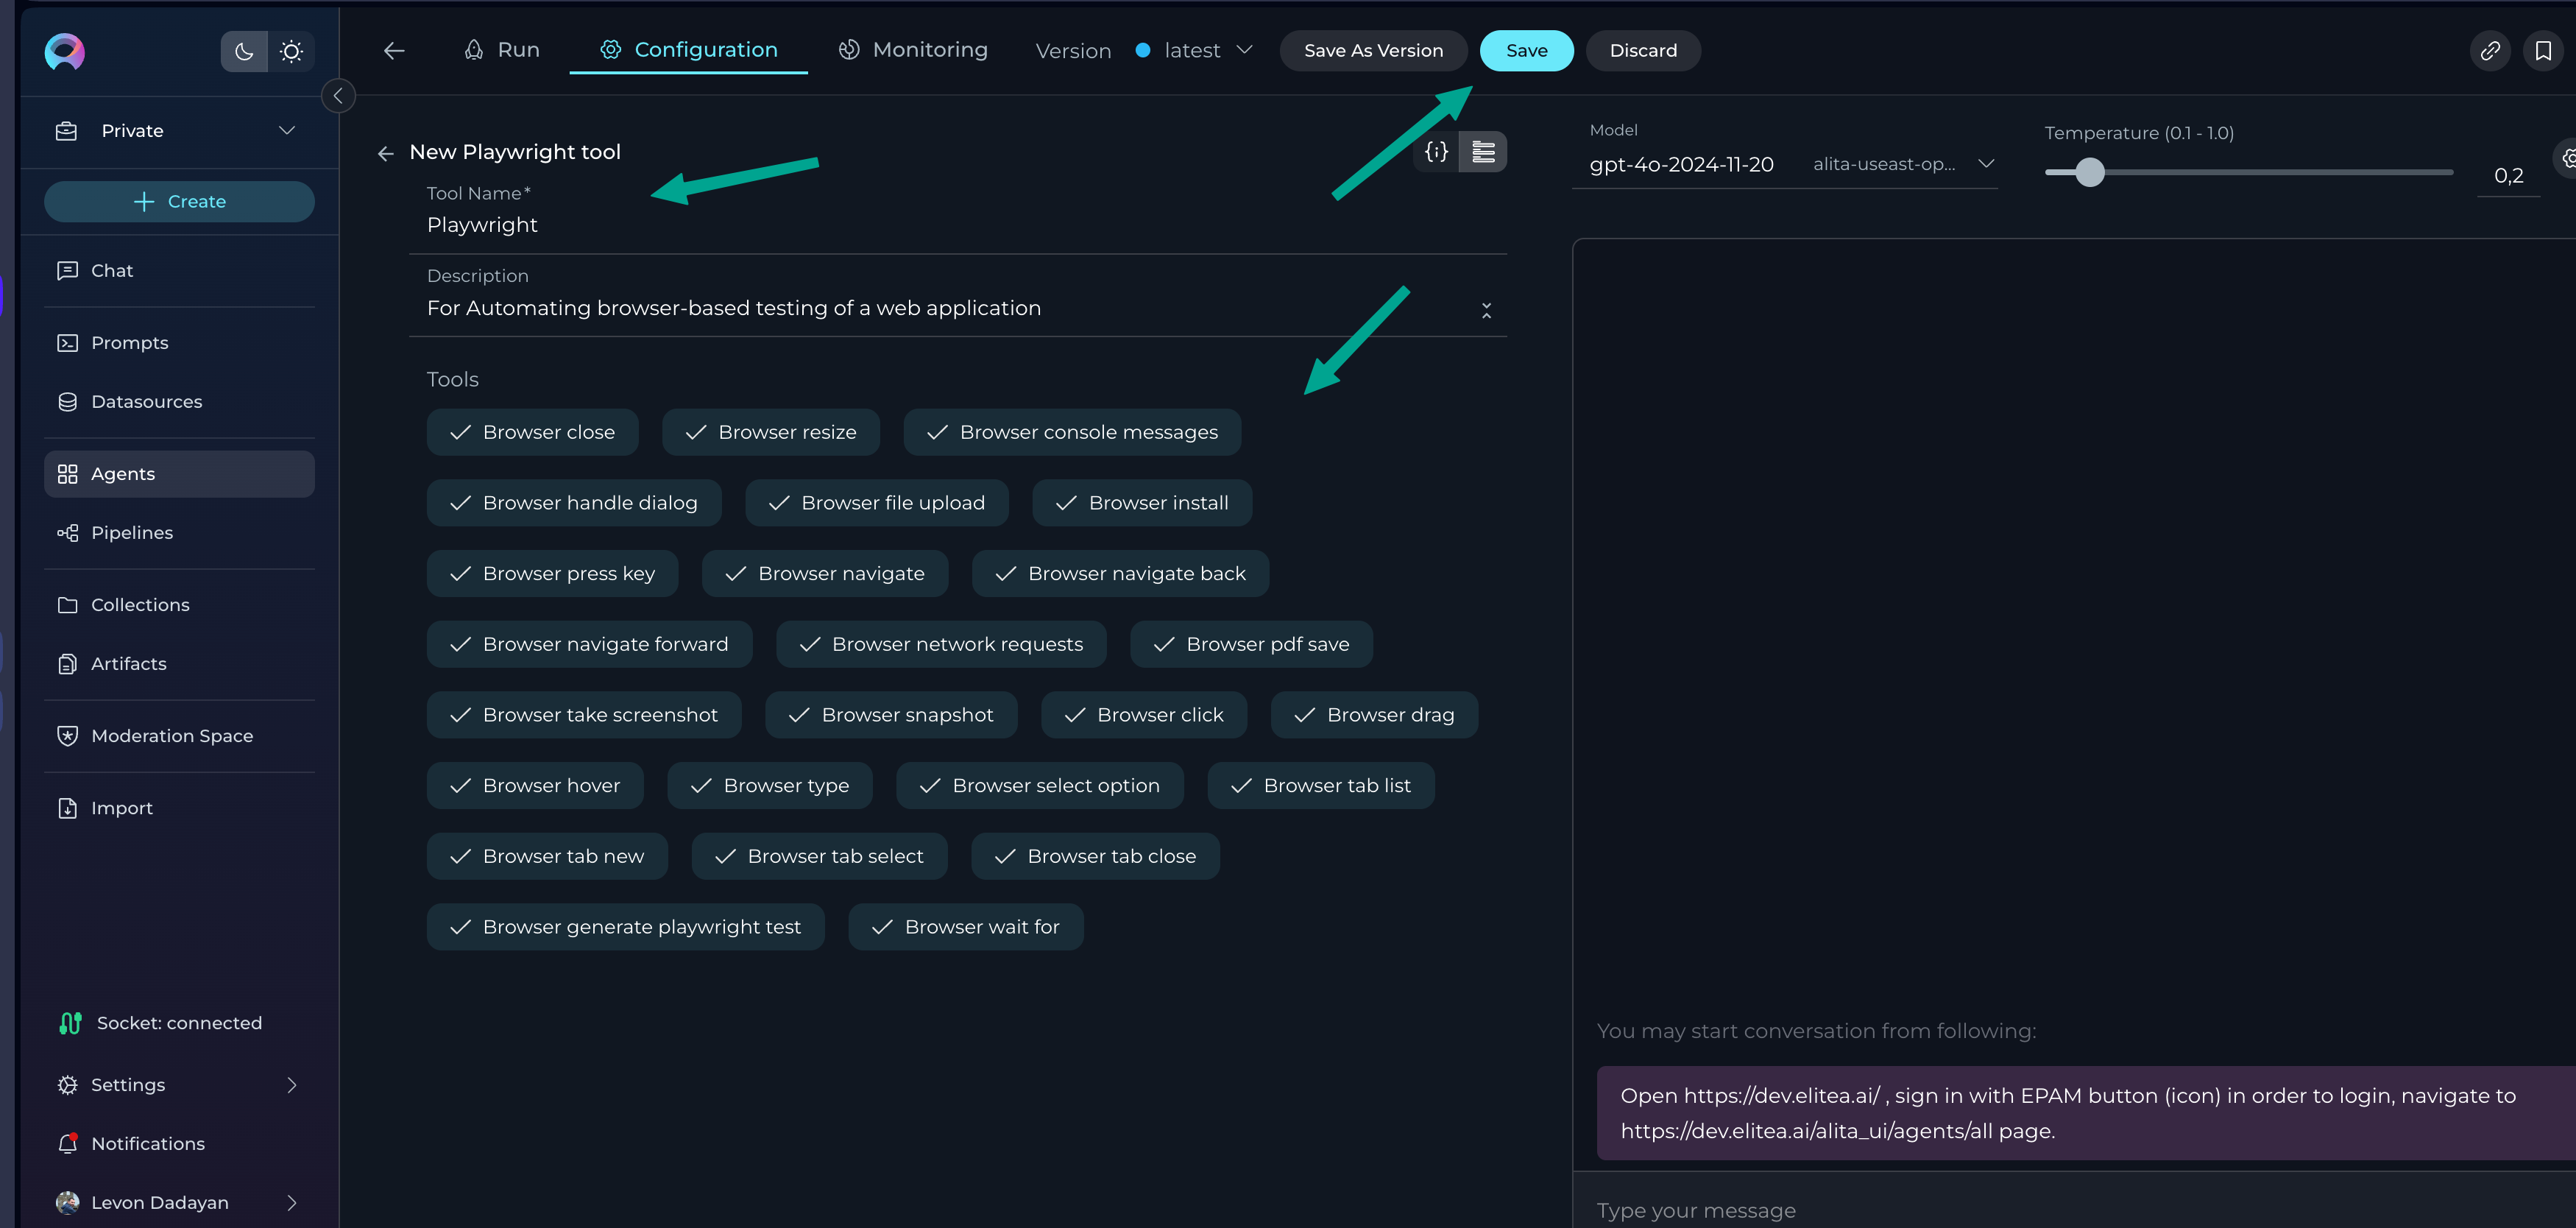 Run
Configuration
Monitoring
Version
latest
Save As Version
Save
Discard
Private
Create
Chat
Prompts
Datasources
Agents
Pipelines
Collections
Artifacts
Moderation Space
Import
Socket: connected
Settings
Notifications
Levon Dadayan
New Playwright tool
{i}
Tool Name*
Playwright
Description
For Automating browser-based testing of a web application
Tools
Browser close
Browser resize
Browser console messages
Browser handle dialog
Browser file upload
Browser install
Browser press key
Browser navigate
Browser navigate back
Browser navigate forward
Browser network requests
Browser pdf save
Browser take screenshot
Browser snapshot
Browser click
Browser drag
Browser hover
Browser type
Browser select option
Browser tab list
Browser tab new
Browser tab select
Browser tab close
Browser generate playwright test
Browser wait for
Model
gpt-4o-2024-11-20
alita-useast-op...
Temperature (0.1 - 1.0)
0,2
You may start conversation from following:
Open https://dev.elitea.ai/ , sign in with EPAM button (icon) in order to login, navigate to
https://dev.elitea.ai/alita_ui/agents/all page.
Type your message